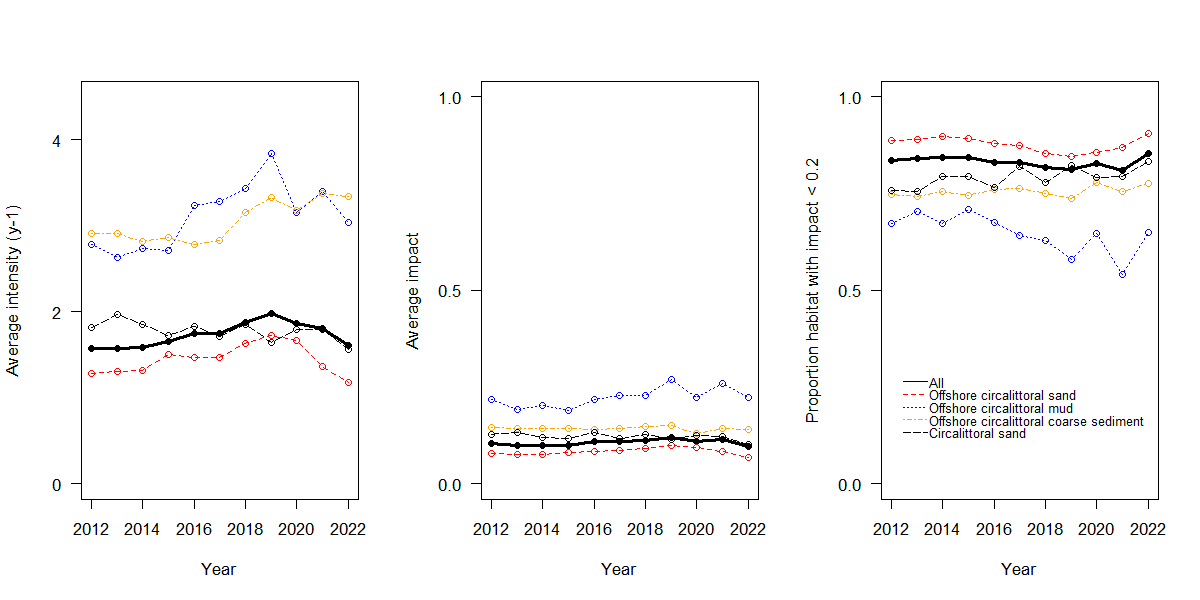 Average intensity (y-1)
4
2
0
2012 2014 2016 2018 2020 2022
Year
Average impact
1.0
0.5
0.0
2012 2014 2016 2018 2020 2022
Year
Proportion habitat with impact < 0.2
1.0
0.5
0.0
All
Offshore circalittoral sand
Offshore circalittoral mud
Offshore circalittoral coarse sediment
Circalittoral sand
2012 2014 2016 2018 2020 2022
Year